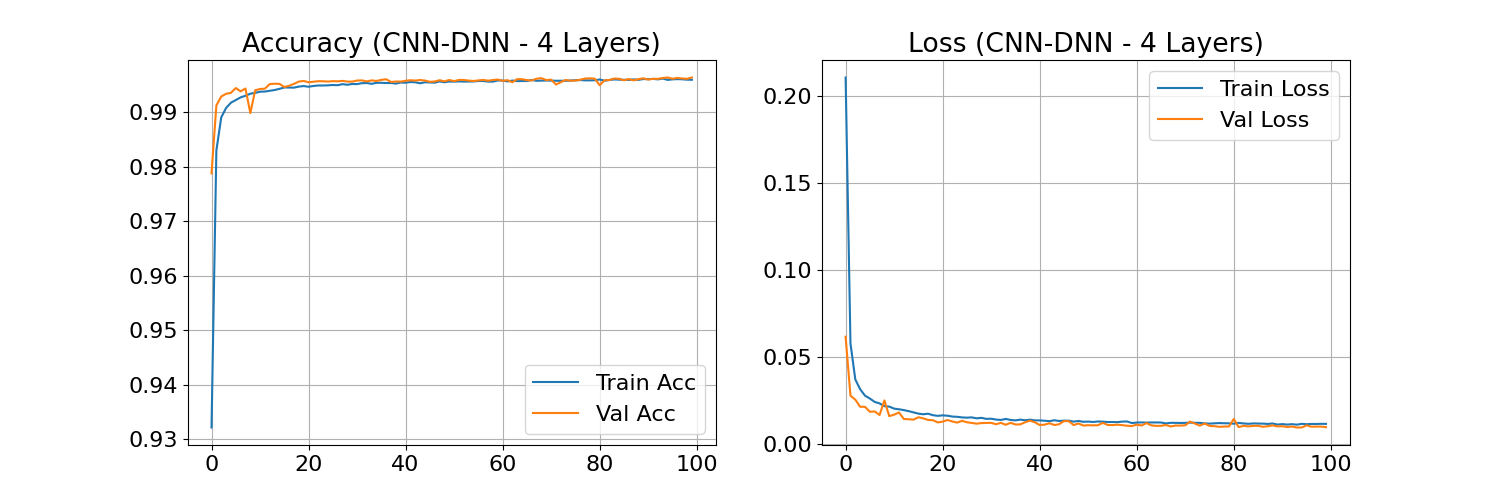 Accuracy (CNN-DNN - 4 Layers)
0.99
0.98
0.97
0.96
0.95
0.94
0.93
0 20 40 60 80 100
Train Acc
Val Acc
Loss (CNN-DNN - 4 Layers)
0.20
0.15
0.10
0.05
0.00
0 20 40 60 80 100
Train Loss
Val Loss